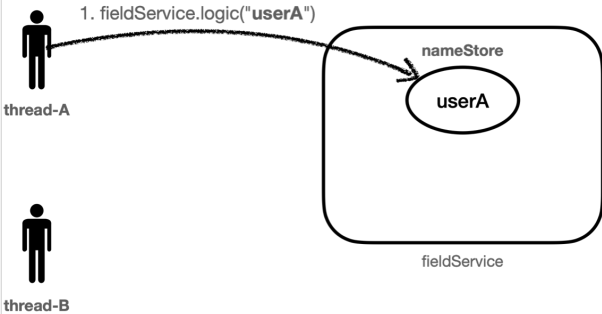 1. fieldService.logic("userA")
nameStore
userA
thread-A
fieldService
thread-B